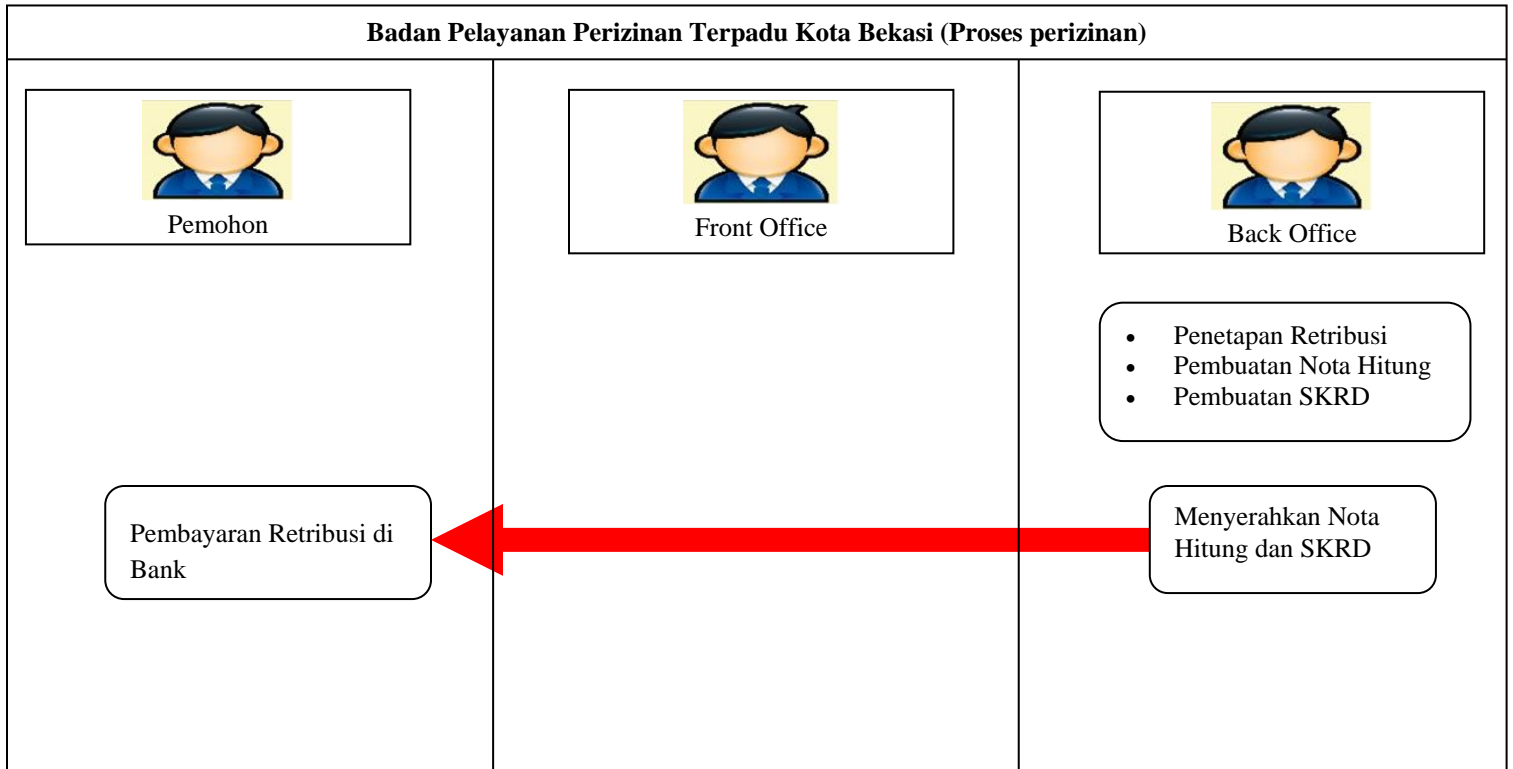 Badan Pelayanan Perizinan Terpadu Kota Bekasi (Proses perizinan)
Pemohon
Front Office
Back Office
• Penetapan Retribusi
• Pembuatan Nota Hitung
• Pembuatan SKRD
Pembayaran Retribusi di
Bank
Menyerahkan Nota
Hitung dan SKRD